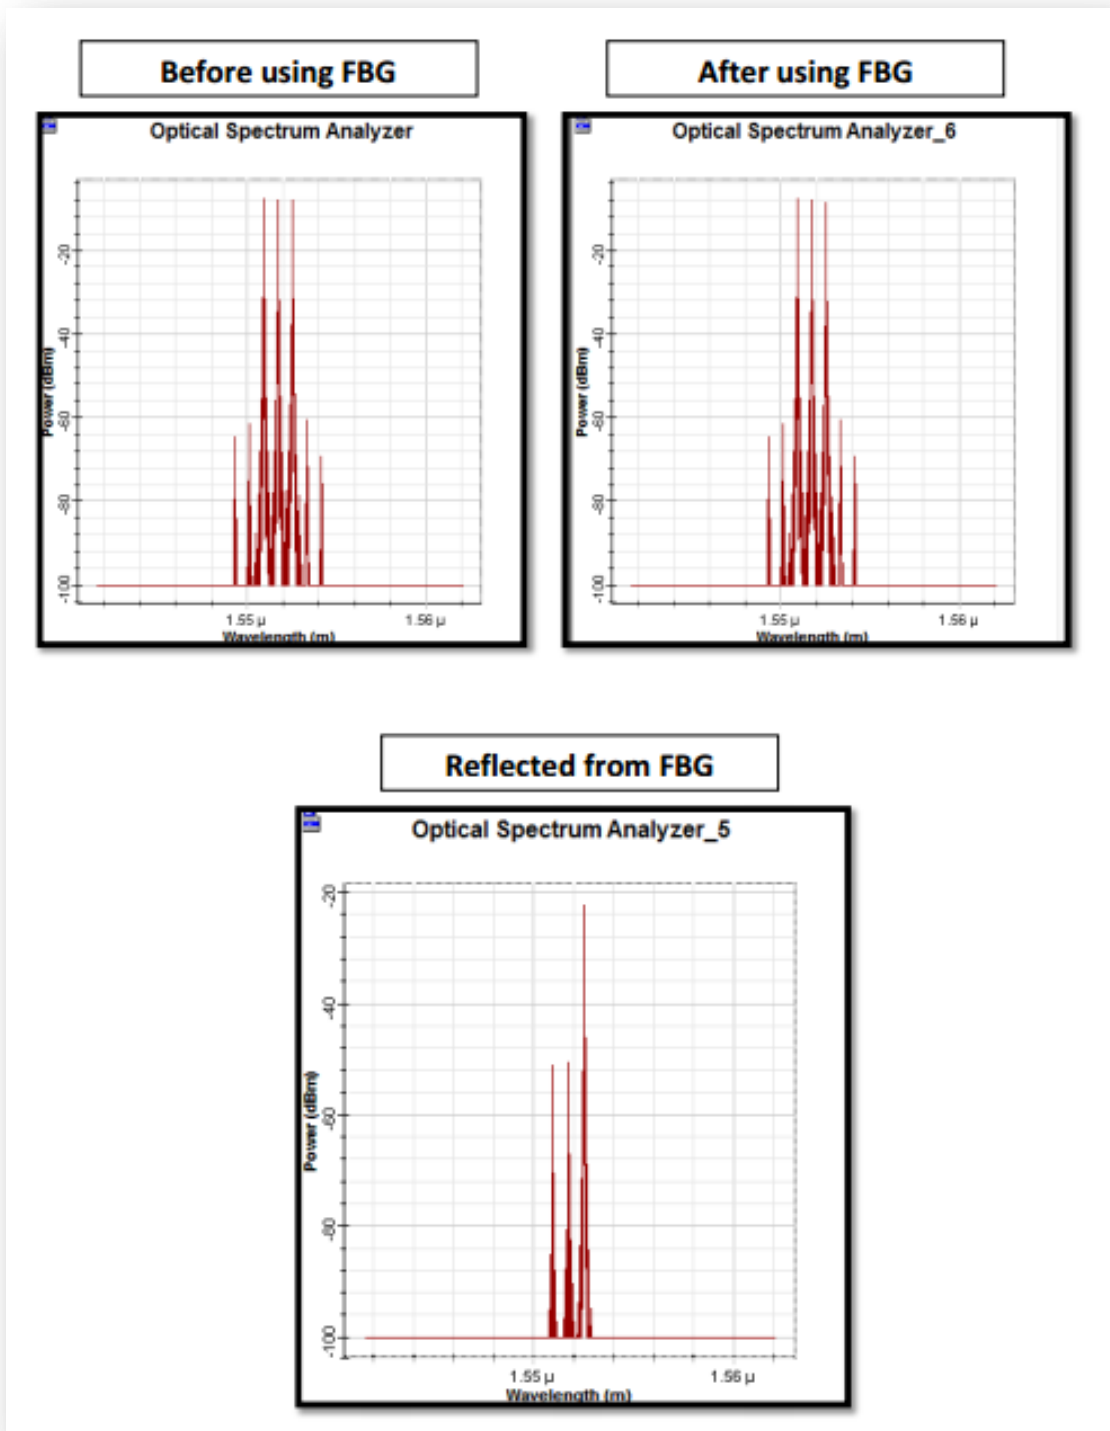 Before using FBG
After using FBG
Optical Spectrum Analyzer
Optical Spectrum Analyzer_6
Power (dBm)
-20
-40
-60
-80
-100
1.55 µ
1.56 µ
Wavelength (m)
Power (dBm)
-20
-40
-60
-80
-100
1.55 µ
1.56 µ
Wavelength (m)
Reflected from FBG
Optical Spectrum Analyzer_5
Power (dBm)
-20
-40
-60
-80
-100
1.55 µ
1.56 µ
Wavelength (m)